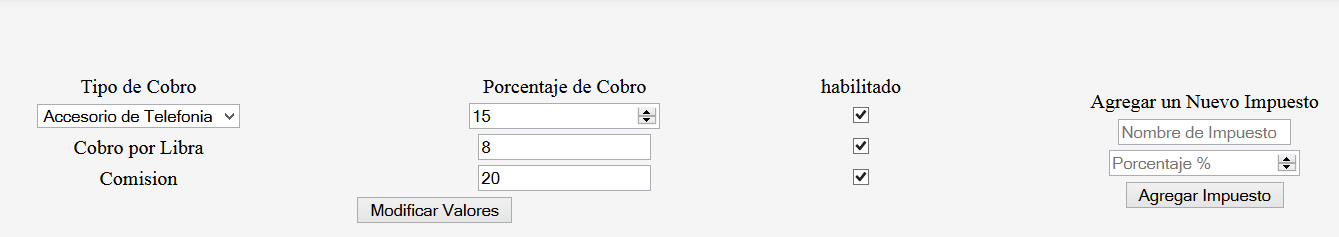 Tipo de Cobro Porcentaje de Cobro habilitado
Accesorio de Telefonia 15
Cobro por Libra 8
Comision 20
Modificar Valores
Agregar un Nuevo Impuesto
Nombre de Impuesto
Porcentaje %
Agregar Impuesto